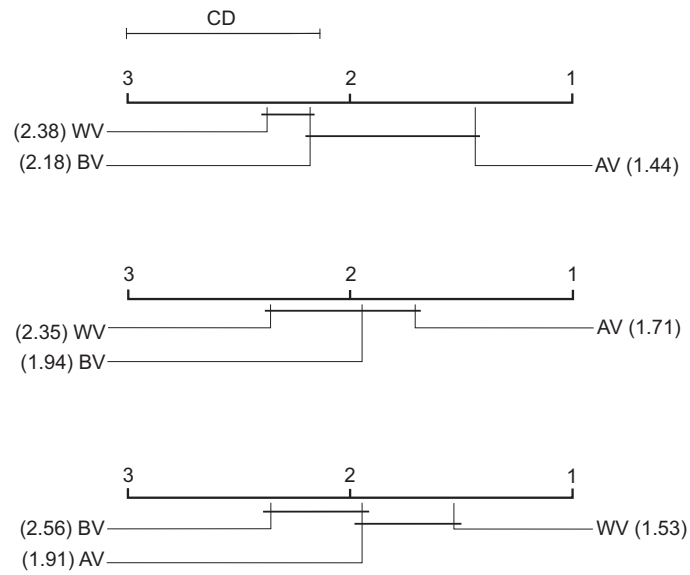 CD
3 2 1
(2.38) WV
(2.18) BV AV (1.44)
3 2 1
(2.35) WV AV (1.71)
(1.94) BV
3 2 1
(2.56) BV WV (1.53)
(1.91) AV